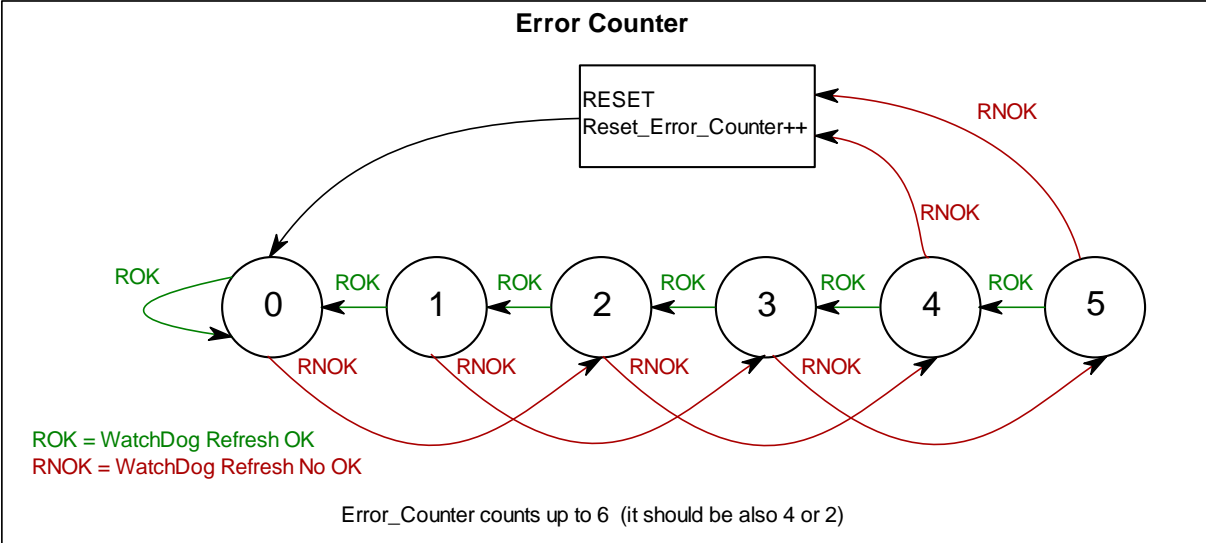 Error Counter
RESET
Reset_Error_Counter++
RNOK
RNOK
ROK
ROK
ROK
ROK
ROK
ROK
0
1
2
3
4
5
RNOK
RNOK
RNOK
RNOK
ROK = WatchDog Refresh OK
RNOK = WatchDog Refresh No OK
Error_Counter counts up to 6 (it should be also 4 or 2)